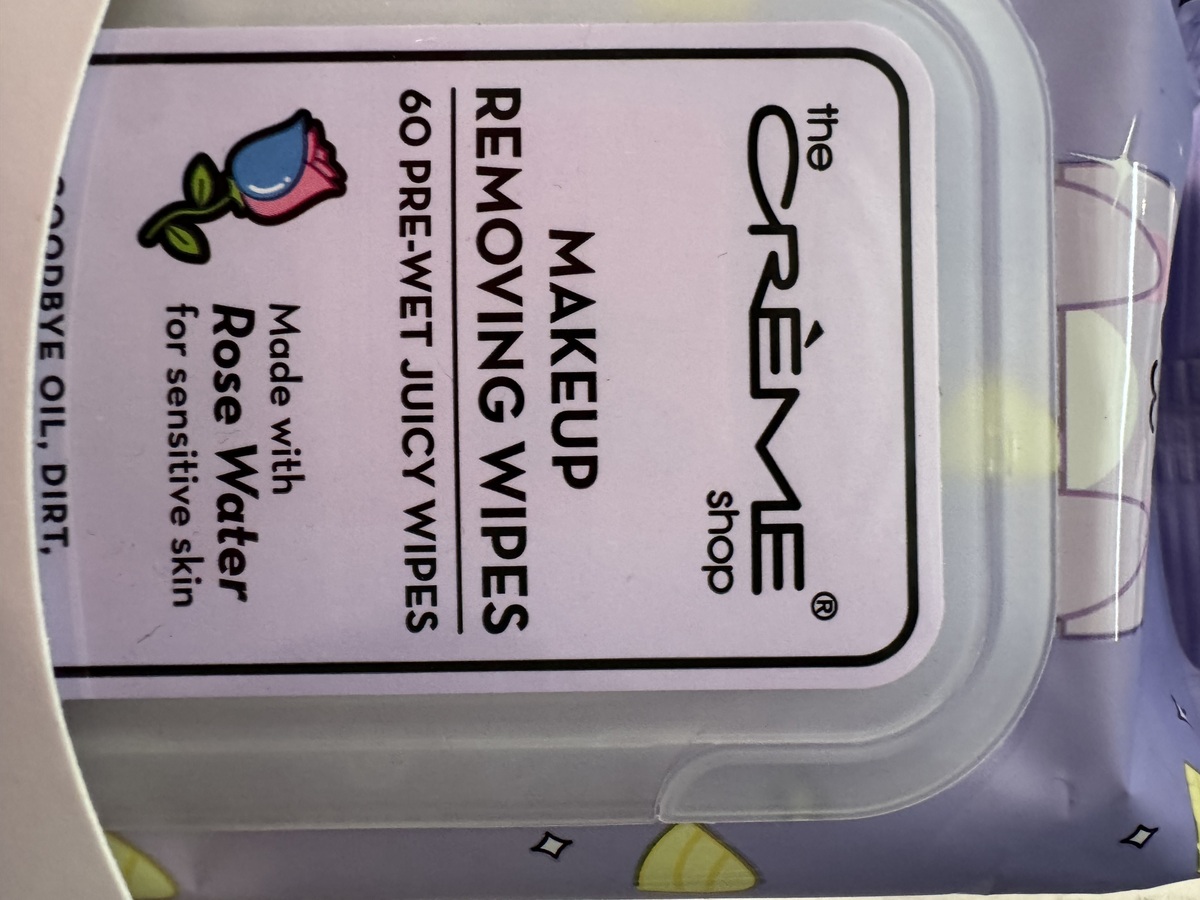 the
CRÈME
shop®
MAKEUP
REMOVING WIPES
60 PRE-WET JUICY WIPES
Made with
Rose Water
for sensitive skin
GOODBYE OIL, DIRT,